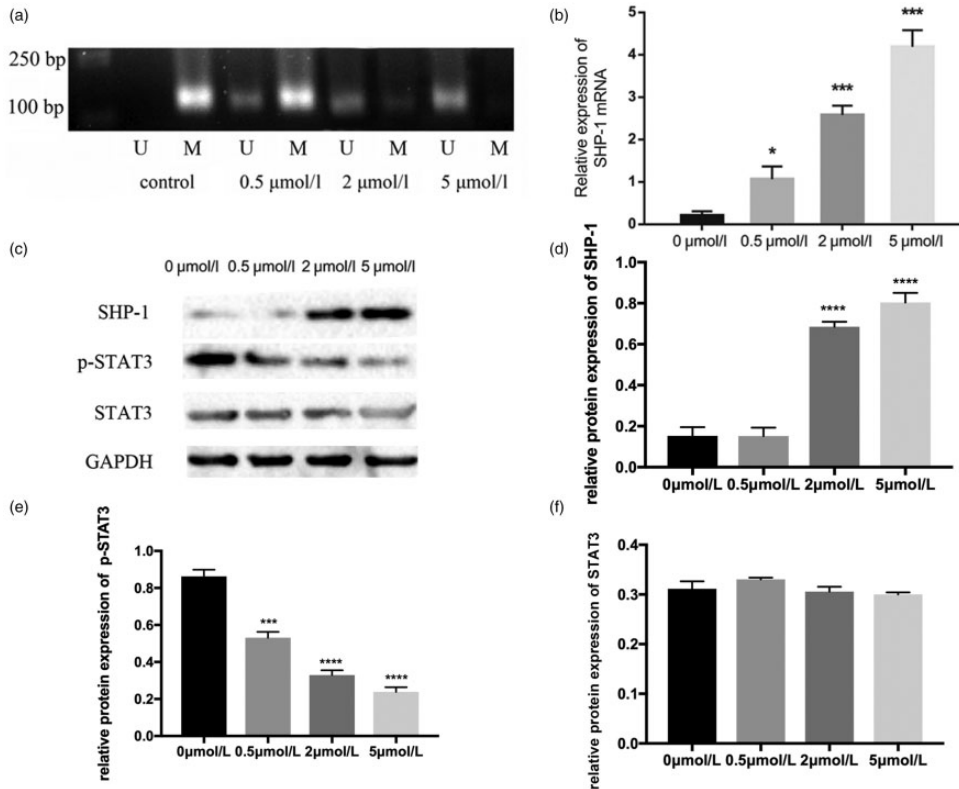 (a)
250 bp
100 bp
U M U M U M U M
control 0.5 μmol/l 2 μmol/l 5 μmol/l
(b)
Relative expression of
SHP-1 mRNA
5
4
3
2
1
0
*
***
***
0 μmol/l 0.5 μmol/l 2 μmol/l 5 μmol/l
(c)
0 μmol/l 0.5 μmol/l 2 μmol/l 5 μmol/l
SHP-1
p-STAT3
STAT3
GAPDH
(d)
relative protein expression of SHP-1
1.0
0.8
0.6
0.4
0.2
0.0
****
****
0μmol/L 0.5μmol/L 2μmol/L 5μmol/L
(e)
relative protein expression of p-STAT3
1.0
0.8
0.6
0.4
0.2
0.0
***
****
****
0μmol/L 0.5μmol/L 2μmol/L 5μmol/L
(f)
relative protein expression of STAT3
0.4
0.3
0.2
0.1
0.0
0μmol/L 0.5μmol/L 2μmol/L 5μmol/L